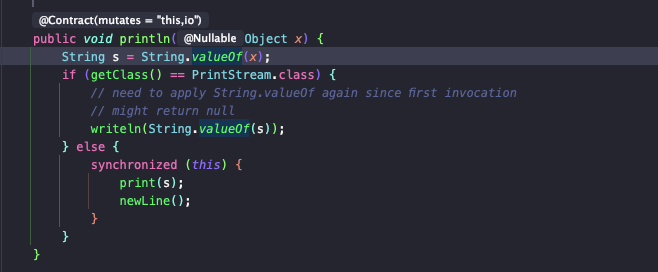 @Contract(mutates = "this,io")
public void println( @Nullable Object x) {
String s = String.valueOf(x);
if (getClass() == PrintStream.class) {
// need to apply String.valueOf again since first invocation
// might return null
writeln(String.valueOf(s));
} else {
synchronized (this) {
print(s);
newLine();
}
}
}